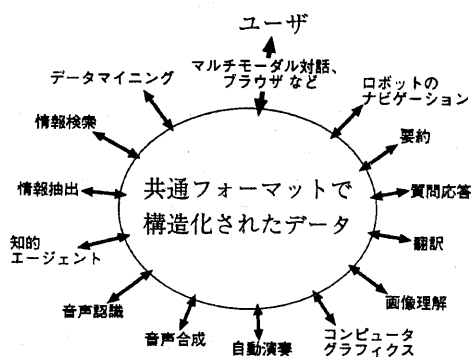 ユーザ
マルチモーダル対話、
ブラウザ など
データマイニング
ロボットの
ナビゲーション
情報検索
要約
情報抽出
共通フォーマットで
構造化されたデータ
質問応答
知的
エージェント
翻訳
音声認識
画像理解
音声合成
自動演奏
コンピュータ
グラフィクス